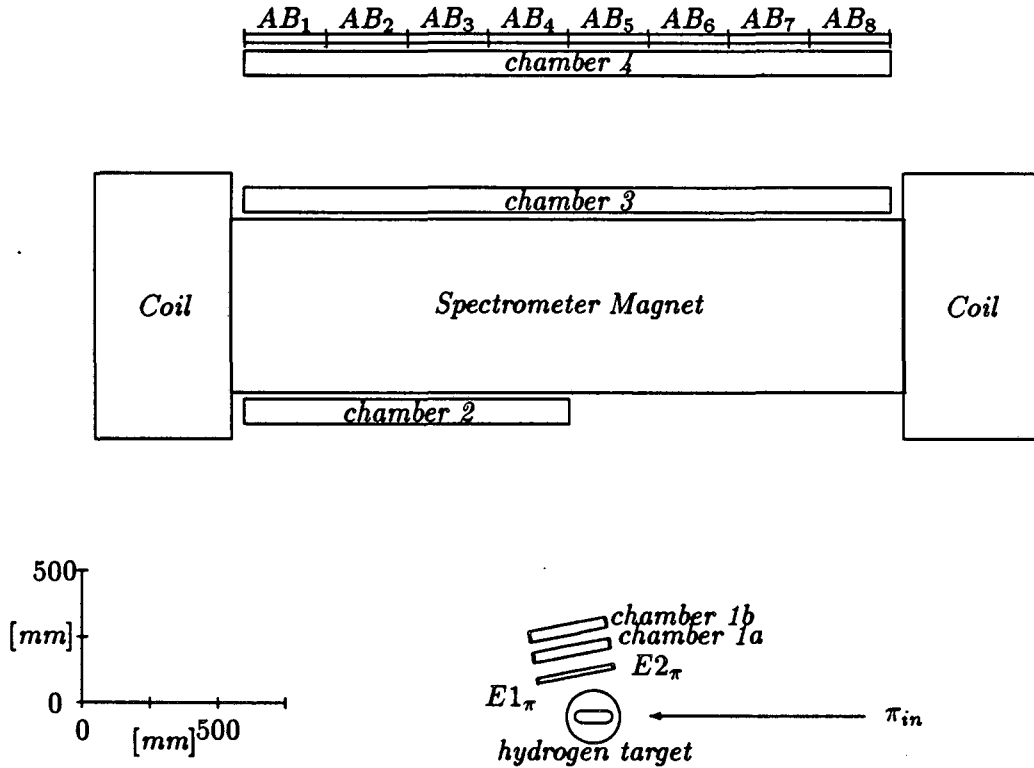 AB₁ AB₂ AB₃ AB₄ AB₅ AB₆ AB₇ AB₈
chamber 4
chamber 3
Coil Spectrometer Magnet Coil
chamber 2
500
chamber 1b
[mm] chamber 1a
E2π
E1π
0
0 500 πin
[mm]
hydrogen target